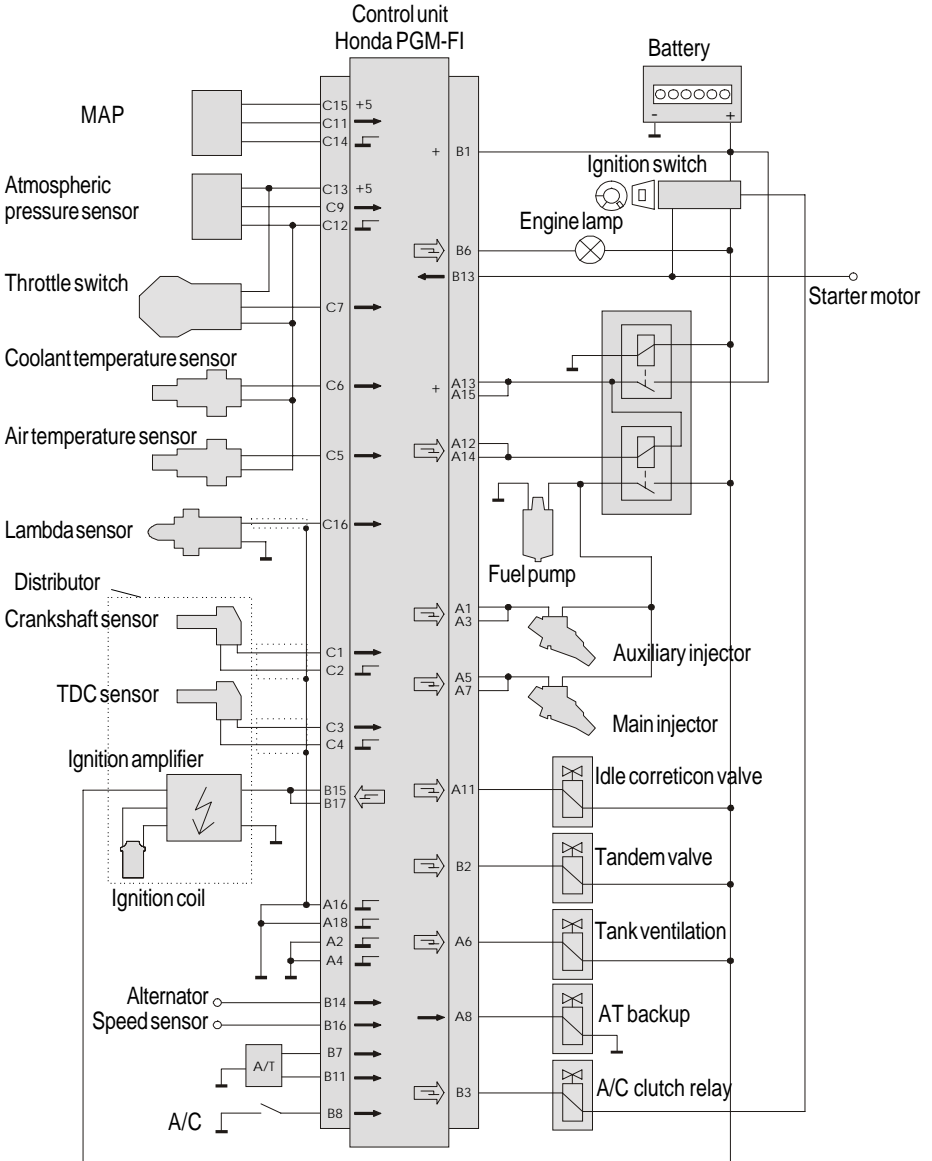 Control unit
Honda PGM-FI
Battery
- +
MAP
C15 +5
C11
C14
+ B1
Ignition switch
Atmospheric
pressure sensor
C13 +5
C9
C12
Engine lamp
B6
B13
Starter motor
Throttle switch
C7
Coolant temperature sensor
C6
+ A13
A15
Air temperature sensor
C5
A12
A14
Lambda sensor
C16
Fuel pump
Distributor
Crankshaft sensor
C1
C2
A1
A3
Auxiliary injector
TDC sensor
C3
C4
A5
A7
Main injector
Ignition amplifier
B15
B17
A11
Idle correticon valve
Ignition coil
B2
Tandem valve
A16
A18
A2
A4
A6
Tank ventilation
Alternator
B14
Speed sensor
B16
A8
AT backup
A/T
B7
B11
B3
A/C clutch relay
A/C
B8